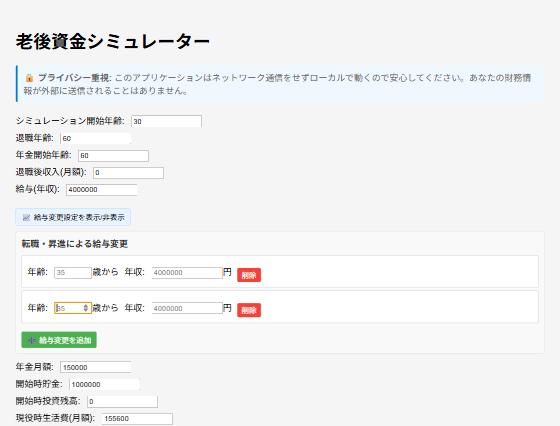 老後資金シミュレーター
🔒 プライバシー重視: このアプリケーションはネットワーク通信をせずローカルで動くので安心してください。あなたの財務情
報が外部に送信されることはありません。
シミュレーション開始年齢: 30
退職年齢: 60
年金開始年齢: 60
退職後収入(月額): 0
給与(年収): 4000000
📈 給与変更設定を表示/非表示
転職・昇進による給与変更
年齢: 35 歳から 年収: 4000000 円 削除
年齢: 35 歳から 年収: 4000000 円 削除
➕ 給与変更を追加
年金月額: 150000
開始時貯金: 1000000
開始時投資残高: 0
現役時生活費(月額): 155600